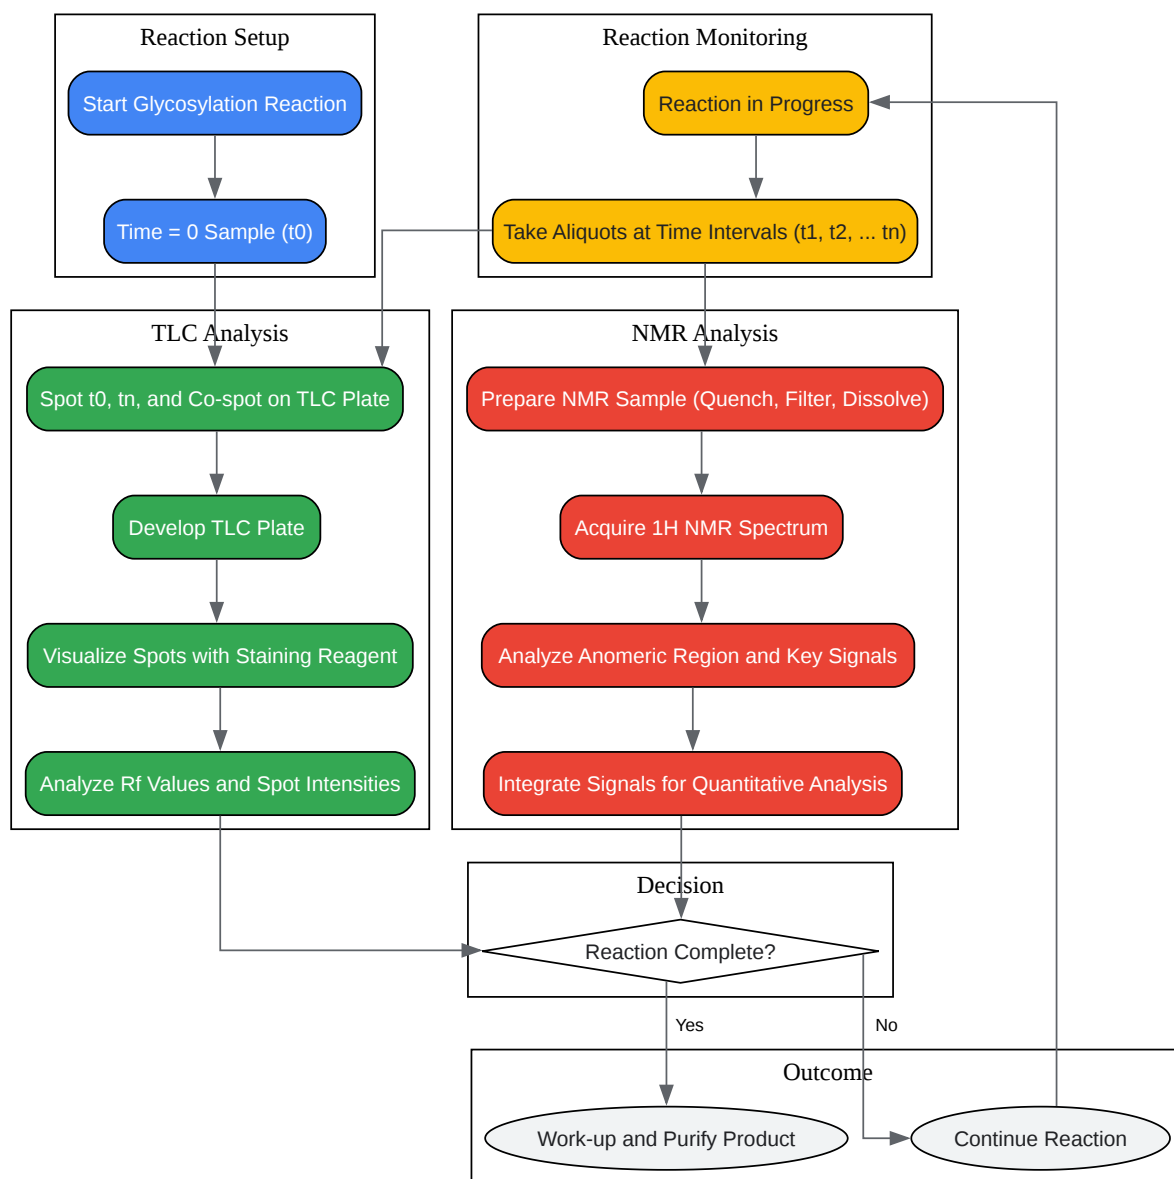 Reaction Setup
Start Glycosylation Reaction
Time = 0 Sample (t0)
Reaction Monitoring
Reaction in Progress
Take Aliquots at Time Intervals (t1, t2, ... tn)
TLC Analysis
Spot t0, tn, and Co-spot on TLC Plate
Develop TLC Plate
Visualize Spots with Staining Reagent
Analyze Rf Values and Spot Intensities
NMR Analysis
Prepare NMR Sample (Quench, Filter, Dissolve)
Acquire 1H NMR Spectrum
Analyze Anomeric Region and Key Signals
Integrate Signals for Quantitative Analysis
Decision
Reaction Complete?
Yes
No
Outcome
Work-up and Purify Product
Continue Reaction